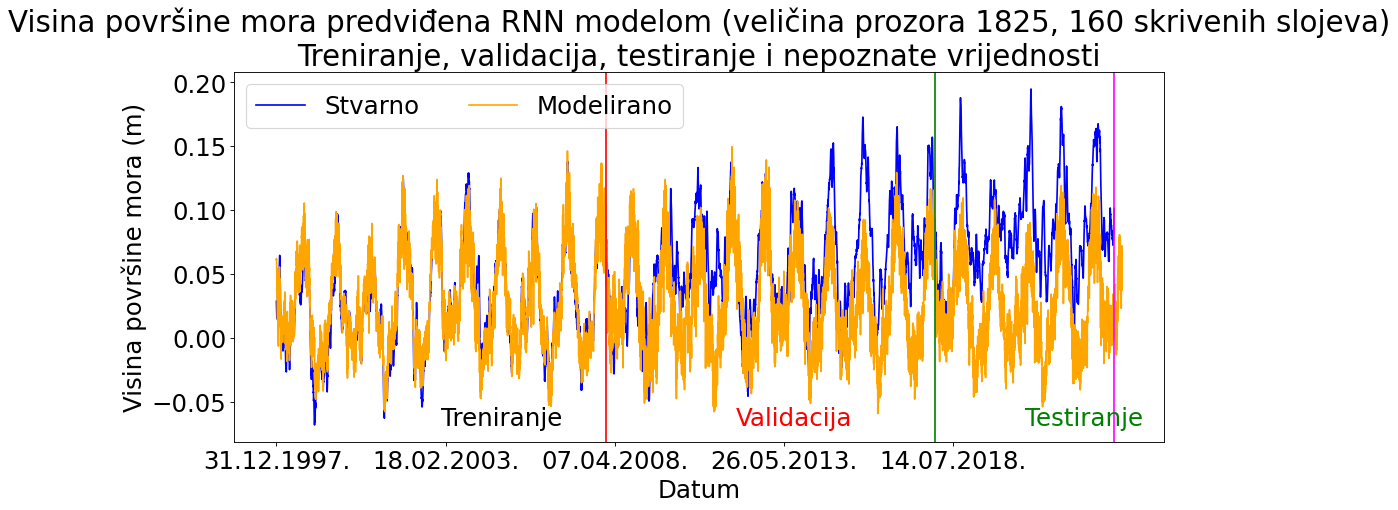 Visina površine mora predviđena RNN modelom (veličina prozora 1825, 160 skrivenih slojeva)
Treniranje, validacija, testiranje i nepoznate vrijednosti
Stvarno Modelirano
Visina površine mora (m)
0.20
0.15
0.10
0.05
0.00
−0.05
Treniranje Validacija Testiranje
31.12.1997. 18.02.2003. 07.04.2008. 26.05.2013. 14.07.2018.
Datum